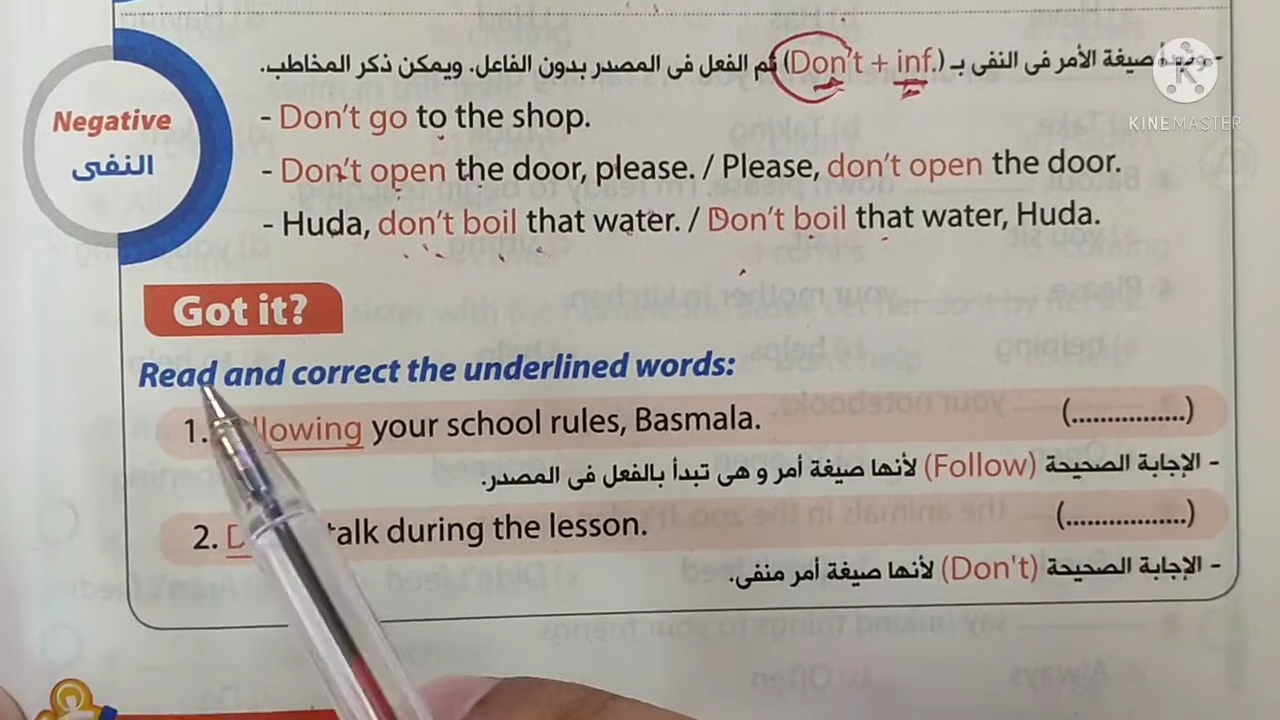 - صيغة الأمر فى النفى بـ (Don't + inf.) ثم الفعل فى المصدر بدون الفاعل. ويمكن ذكر المخاطب.
KINEMASTER
Negative
النفى
- Don't go to the shop.
- Don't open the door, please. / Please, don't open the door.
- Huda, don't boil that water. / Don't boil that water, Huda.
Got it?
Read and correct the underlined words:
1. your school rules, Basmala. (...............)
- الإجابة الصحيحة (Follow) لأنها صيغة أمر و هى تبدأ بالفعل فى المصدر.
2. talk during the lesson. (.................)
- الإجابة الصحيحة (Don't) لأنها صيغة أمر منفى.